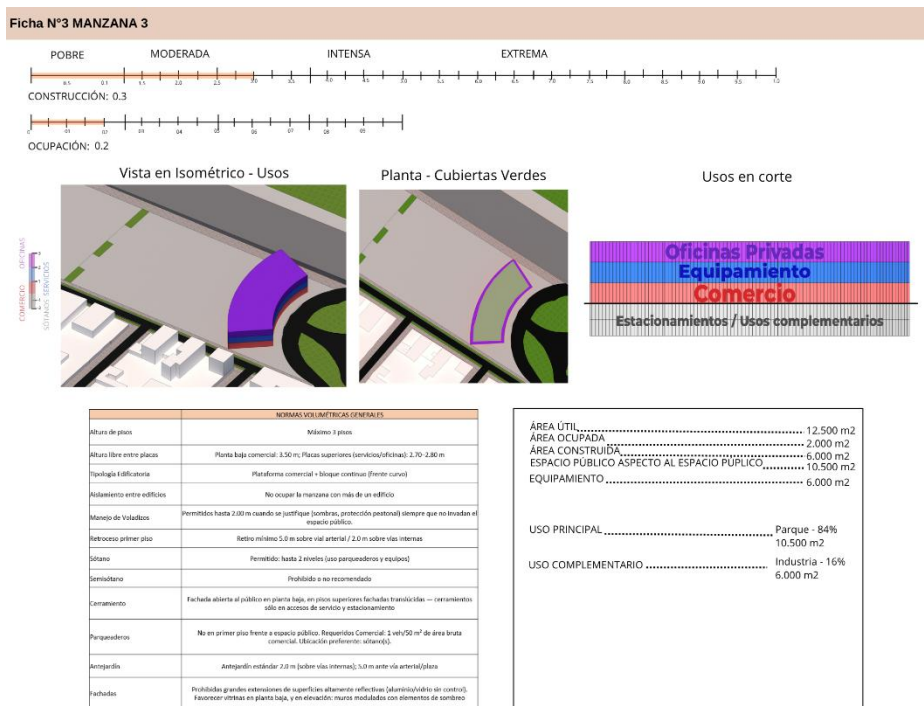 Ficha N°3 MANZANA 3
POBRE MODERADA INTENSA EXTREMA
CONSTRUCCIÓN: 0.3
OCUPACIÓN: 0.2
Vista en Isométrico - Usos
Planta - Cubiertas Verdes
Usos en corte
COMERCIO OFICINAS
SÓTANOS SERVICIOS
Oficinas Privadas
Equipamiento
Comercio
Estacionamientos / Usos complementarios
NORMAS VOLUMÉTRICAS GENERALES
Altura de pisos Máximo 3 pisos
Altura libre entre placas Planta baja comercial: 3.50 m; Placas superiores (servicios/oficinas): 2.70-2.80 m
Tipología Edificatoria Plataforma comercial + bloque continuo (frente curvo)
Aislamiento entre edificios No ocupar la manzana con más de un edificio
Manejo de Voladizos Permitidos hasta 2.00 m cuando se justifique (sombras, protección peatonal) siempre que no invadan el
espacio público.
Retroceso primer piso Retiro mínimo 5.0 m sobre vial arterial / 2.0 m sobre vías internas
Sótano Permitido: hasta 2 niveles (uso parqueaderos y equipos)
Semisótano Prohibido o no recomendado
Cerramiento Fachada abierta al público en planta baja, en pisos superiores fachadas translúcidas — cerramientos
sólo en accesos de servicio y estacionamiento
Parqueaderos No en primer piso frente a espacio público. Requeridos Comercial: 1 veh/50 m² de área bruta
comercial. Ubicación preferente: sótano(s).
Antejardín Antejardín estándar 2.0 m (sobre vías internas); 5.0 m ante vía arterial/plaza
Fachadas Prohibidas grandes extensiones de superficies altamente reflectivas (aluminio/vidrio sin control).
Favorecer vitrinas en planta baja, y en elevación: muros modulados con elementos de sombreo
ÁREA ÚTIL 12.500 m2
ÁREA OCUPADA 2.000 m2
ÁREA CONSTRUIDA 6.000 m2
ESPACIO PÚBLICO ASPECTO AL ESPACIO PÚPLICO 10.500 m2
EQUIPAMIENTO 6.000 m2
USO PRINCIPAL Parque - 84%
10.500 m2
USO COMPLEMENTARIO Industria - 16%
6.000 m2